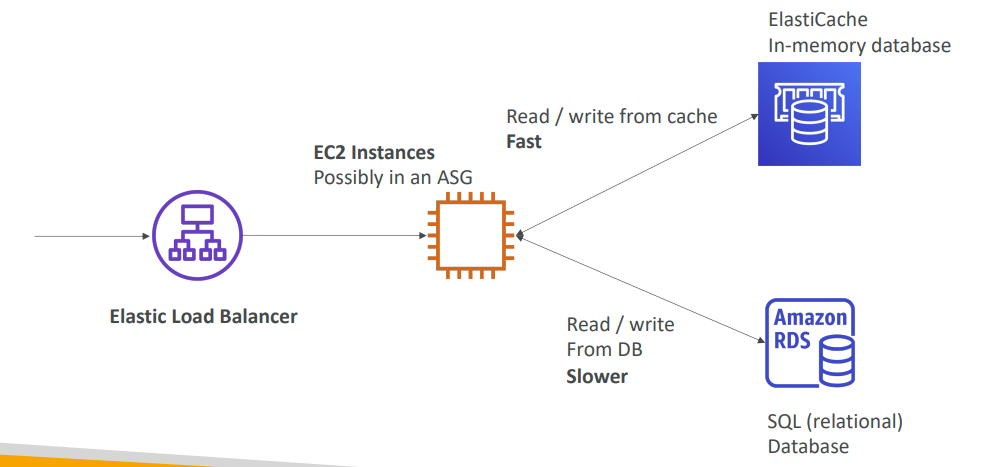 ElastiCache
In-memory database
Read / write from cache
Fast
EC2 Instances
Possibly in an ASG
Elastic Load Balancer
Read / write
From DB
Slower
Amazon
RDS
SQL (relational)
Database